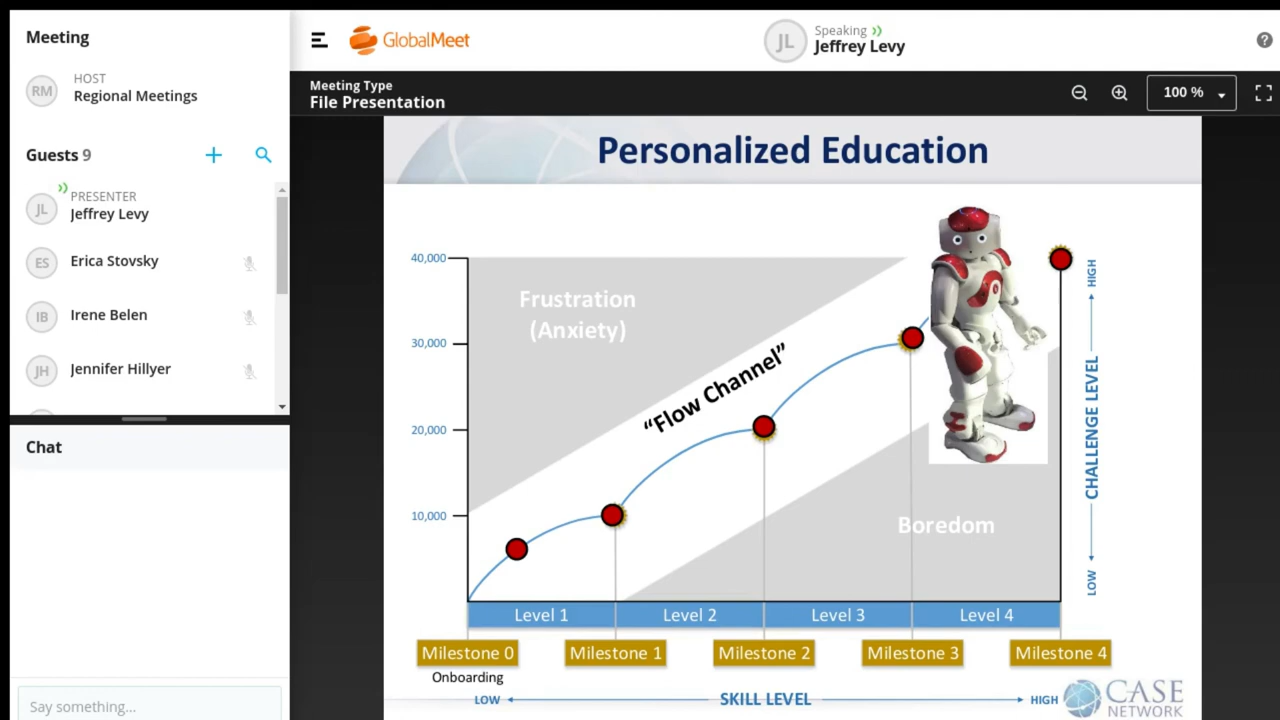 Meeting
RM
HOST
Regional Meetings
Guests 9
JL
PRESENTER
Jeffrey Levy
ES
Erica Stovsky
IB
Irene Belen
JH
Jennifer Hillyer
Chat
Say something...
GlobalMeet
JL
Speaking
Jeffrey Levy
?
Meeting Type
File Presentation
100 %
Personalized Education
40,000
30,000
20,000
10,000
Frustration
(Anxiety)
“Flow Channel”
Boredom
HIGH
CHALLENGE LEVEL
LOW
Level 1
Level 2
Level 3
Level 4
Milestone 0
Milestone 1
Milestone 2
Milestone 3
Milestone 4
Onboarding
LOW
SKILL LEVEL
HIGH
CASE
NETWORK